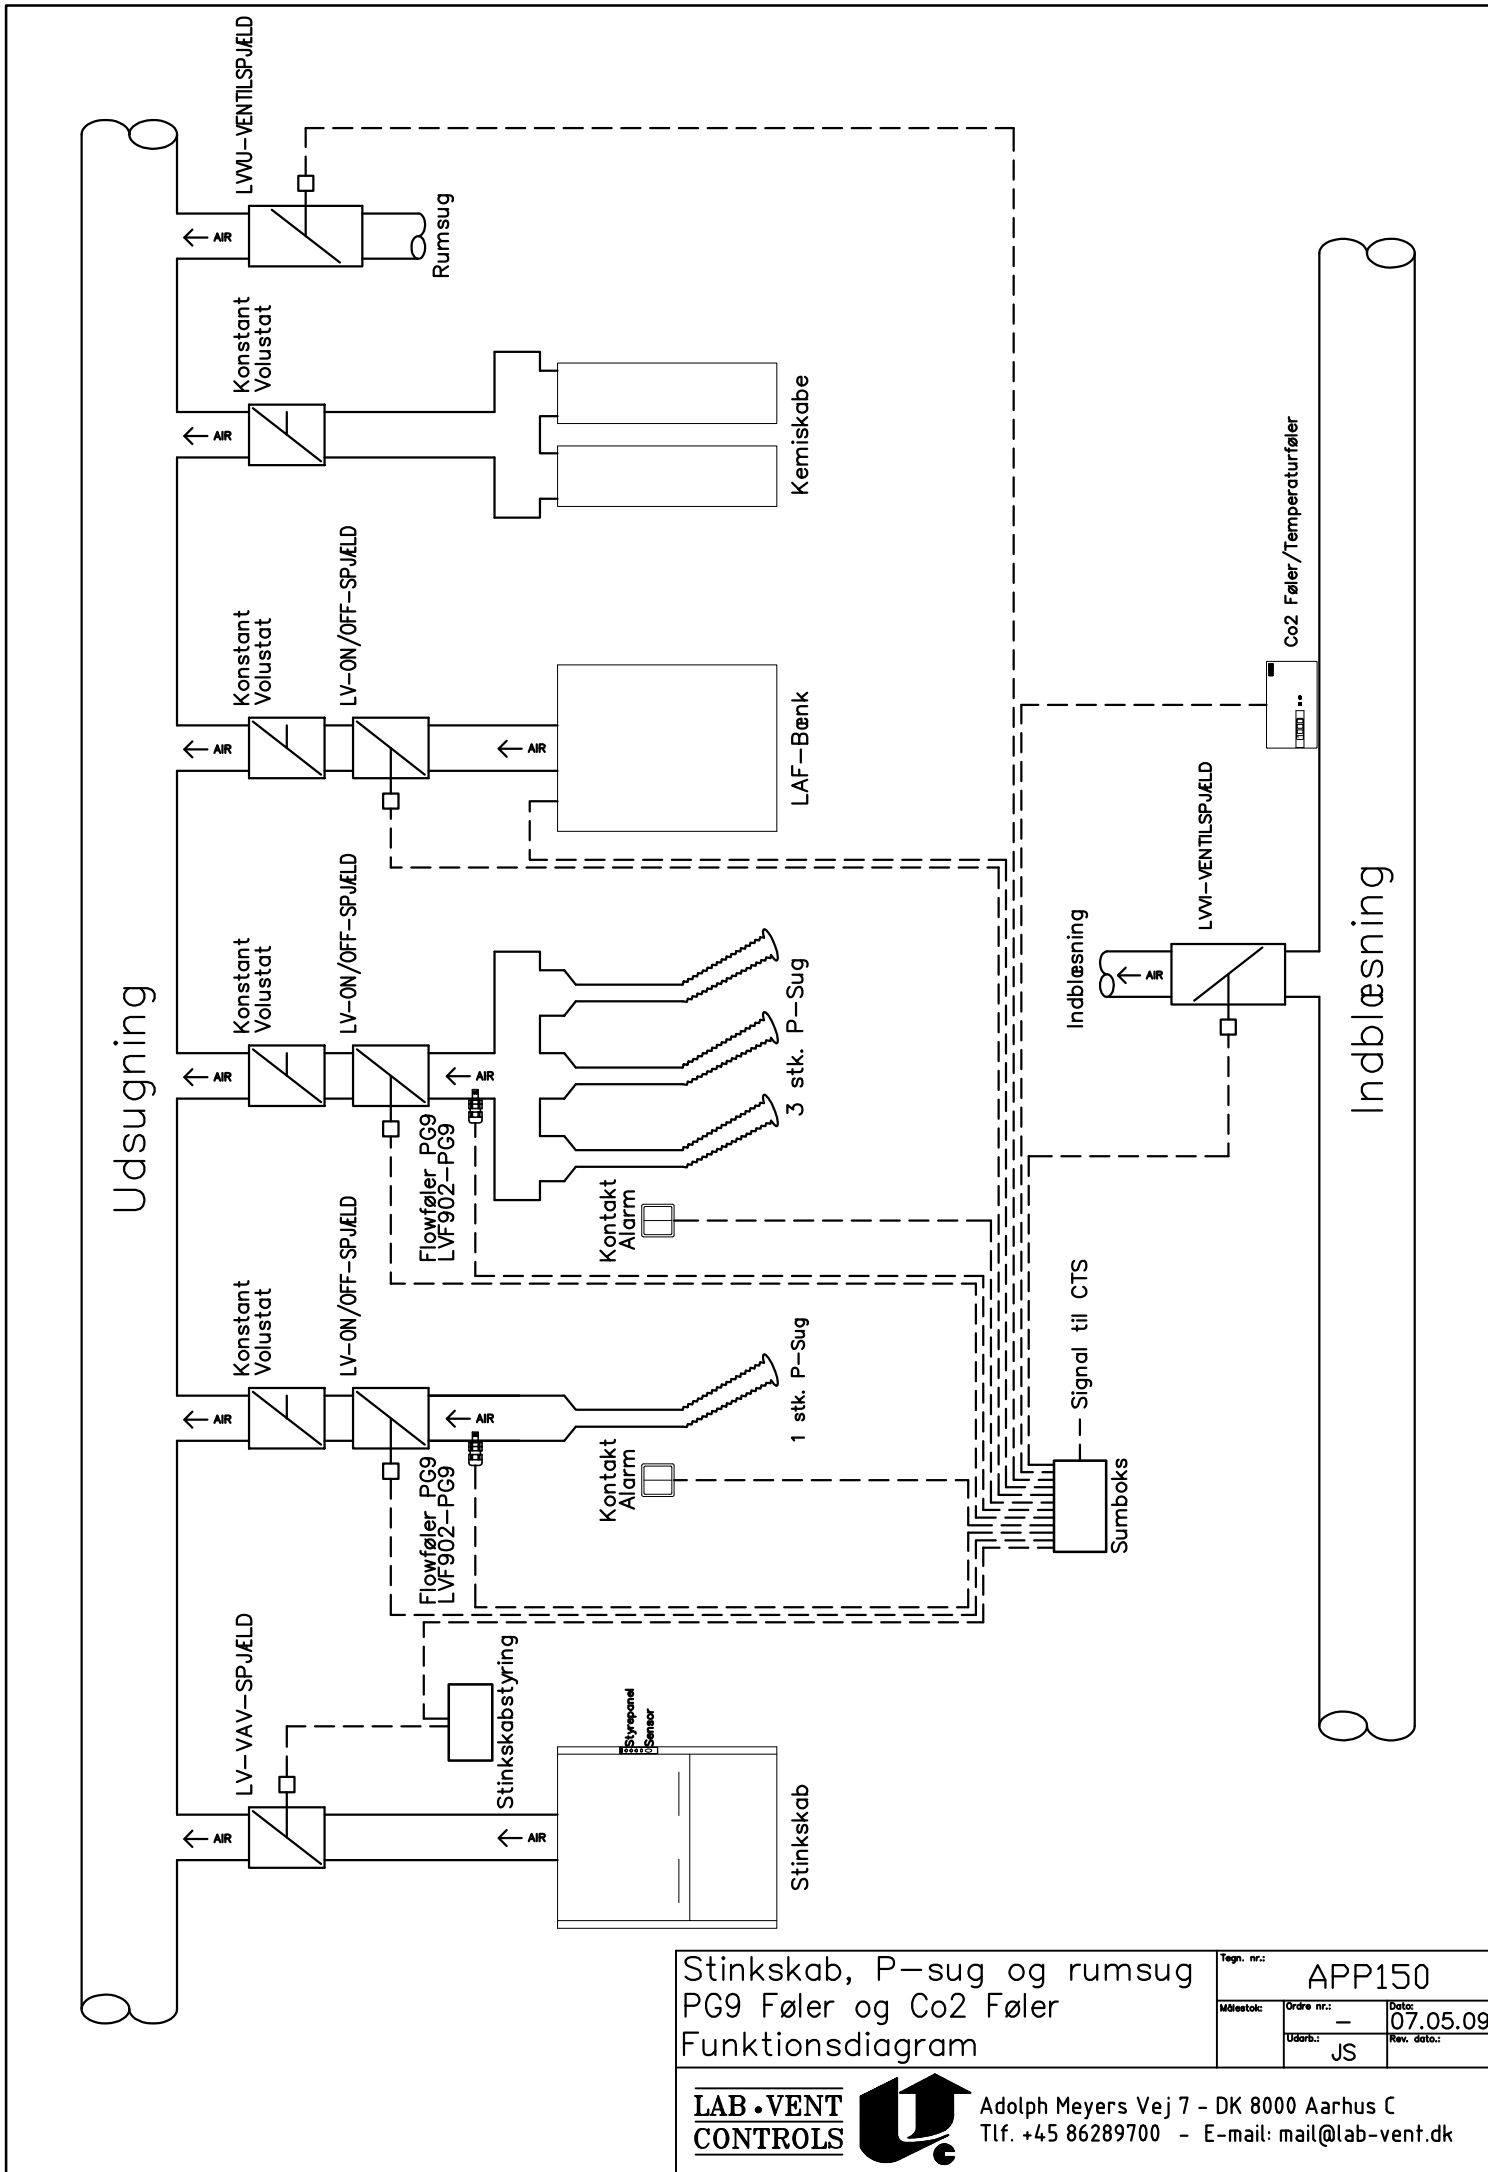 Udsugning
LV-VAV-SPJÆLD
Konstant
Volustat
LV-ON/OFF-SPJÆLD
Konstant
Volustat
LV-ON/OFF-SPJÆLD
Konstant
Volustat
LV-ON/OFF-SPJÆLD
Konstant
Volustat
LVVU-VENTILSPJÆLD
AIR
AIR
AIR
AIR
AIR
AIR
AIR
AIR
AIR
AIR
Stinkskabstyring
Flowføler PG9
LVF902-PG9
Flowføler PG9
LVF902-PG9
Rumsug
Styrepanel
Sensor
Kontakt
Alarm
Kontakt
Alarm
Stinkskab
1 stk. P-Sug
3 stk. P-Sug
LAF-Bænk
Kemiskabe
Sumboks
Signal til CTS
Indblæsning
AIR
LVVI-VENTILSPJÆLD
Co2 Føler/Temperaturføler
Indblæsning
Stinkskab, P-sug og rumsug
PG9 Føler og Co2 Føler
Funktionsdiagram
Tegn. nr.:
APP150
Målestok:
Ordre nr.:
-
Dato:
07.05.09
Udarb.:
JS
Rev. dato.:
LAB·VENT
CONTROLS
Adolph Meyers Vej 7 - DK 8000 Aarhus C
Tlf. +45 86289700 - E-mail: mail@lab-vent.dk